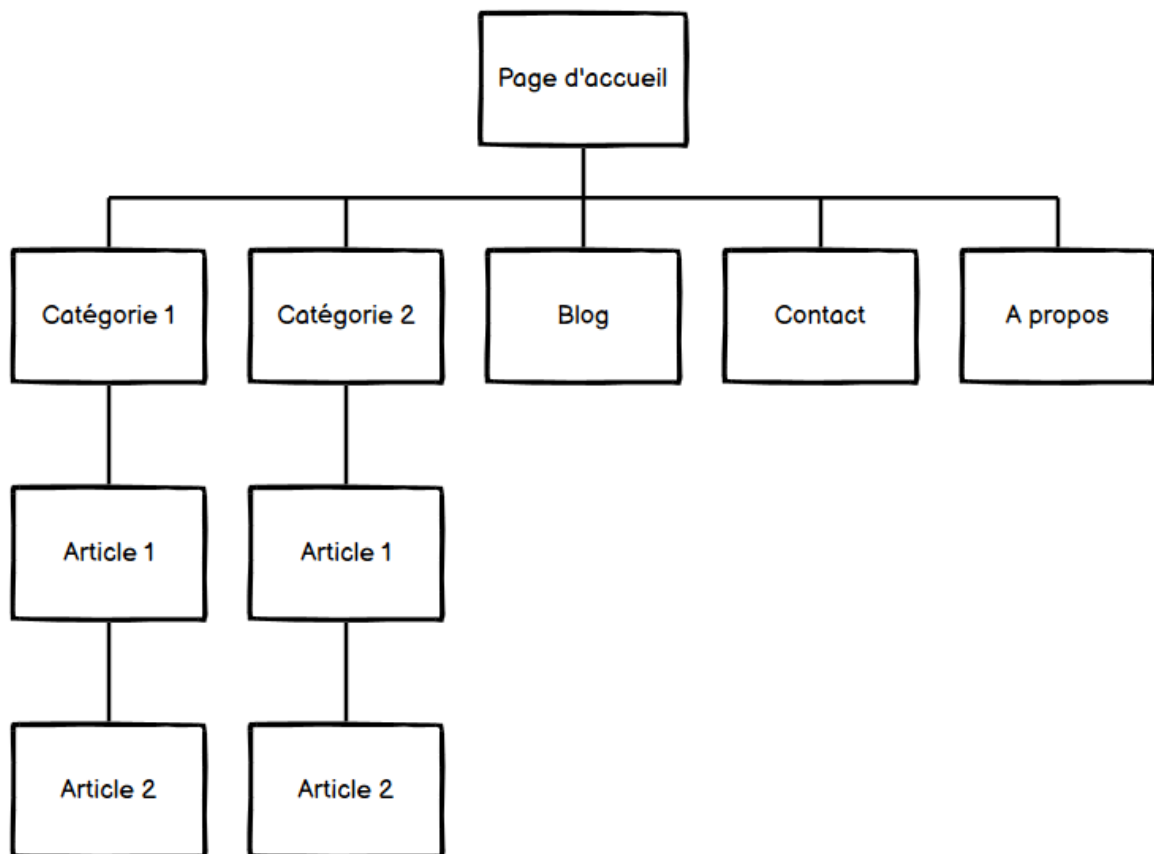 Page d'accueil
Catégorie 1
Catégorie 2
Blog
Contact
A propos
Article 1
Article 1
Article 2
Article 2